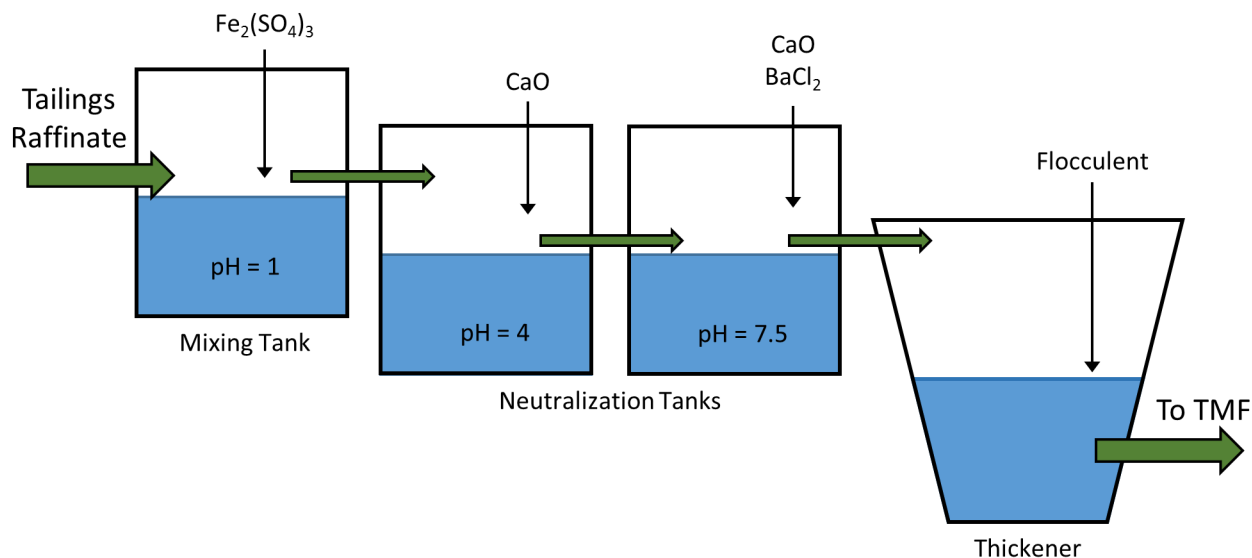 Fe₂(SO₄)₃
Tailings
Raffinate
pH = 1
Mixing Tank
CaO
pH = 4
CaO
BaCl₂
pH = 7.5
Neutralization Tanks
Flocculent
To TMF
Thickener